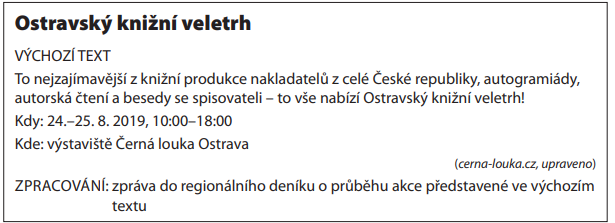 Ostravský knižní veletrh
VÝCHOZÍ TEXT
To nejzajímavější z knižní produkce nakladatelů z celé České republiky, autogramiády,
autorská čtení a besedy se spisovateli – to vše nabízí Ostravský knižní veletrh!
Kdy: 24.–25. 8. 2019, 10:00–18:00
Kde: výstaviště Černá louka Ostrava
(cerna-louka.cz, upraveno)
ZPRACOVÁNÍ: zpráva do regionálního deníku o průběhu akce představené ve výchozím
textu